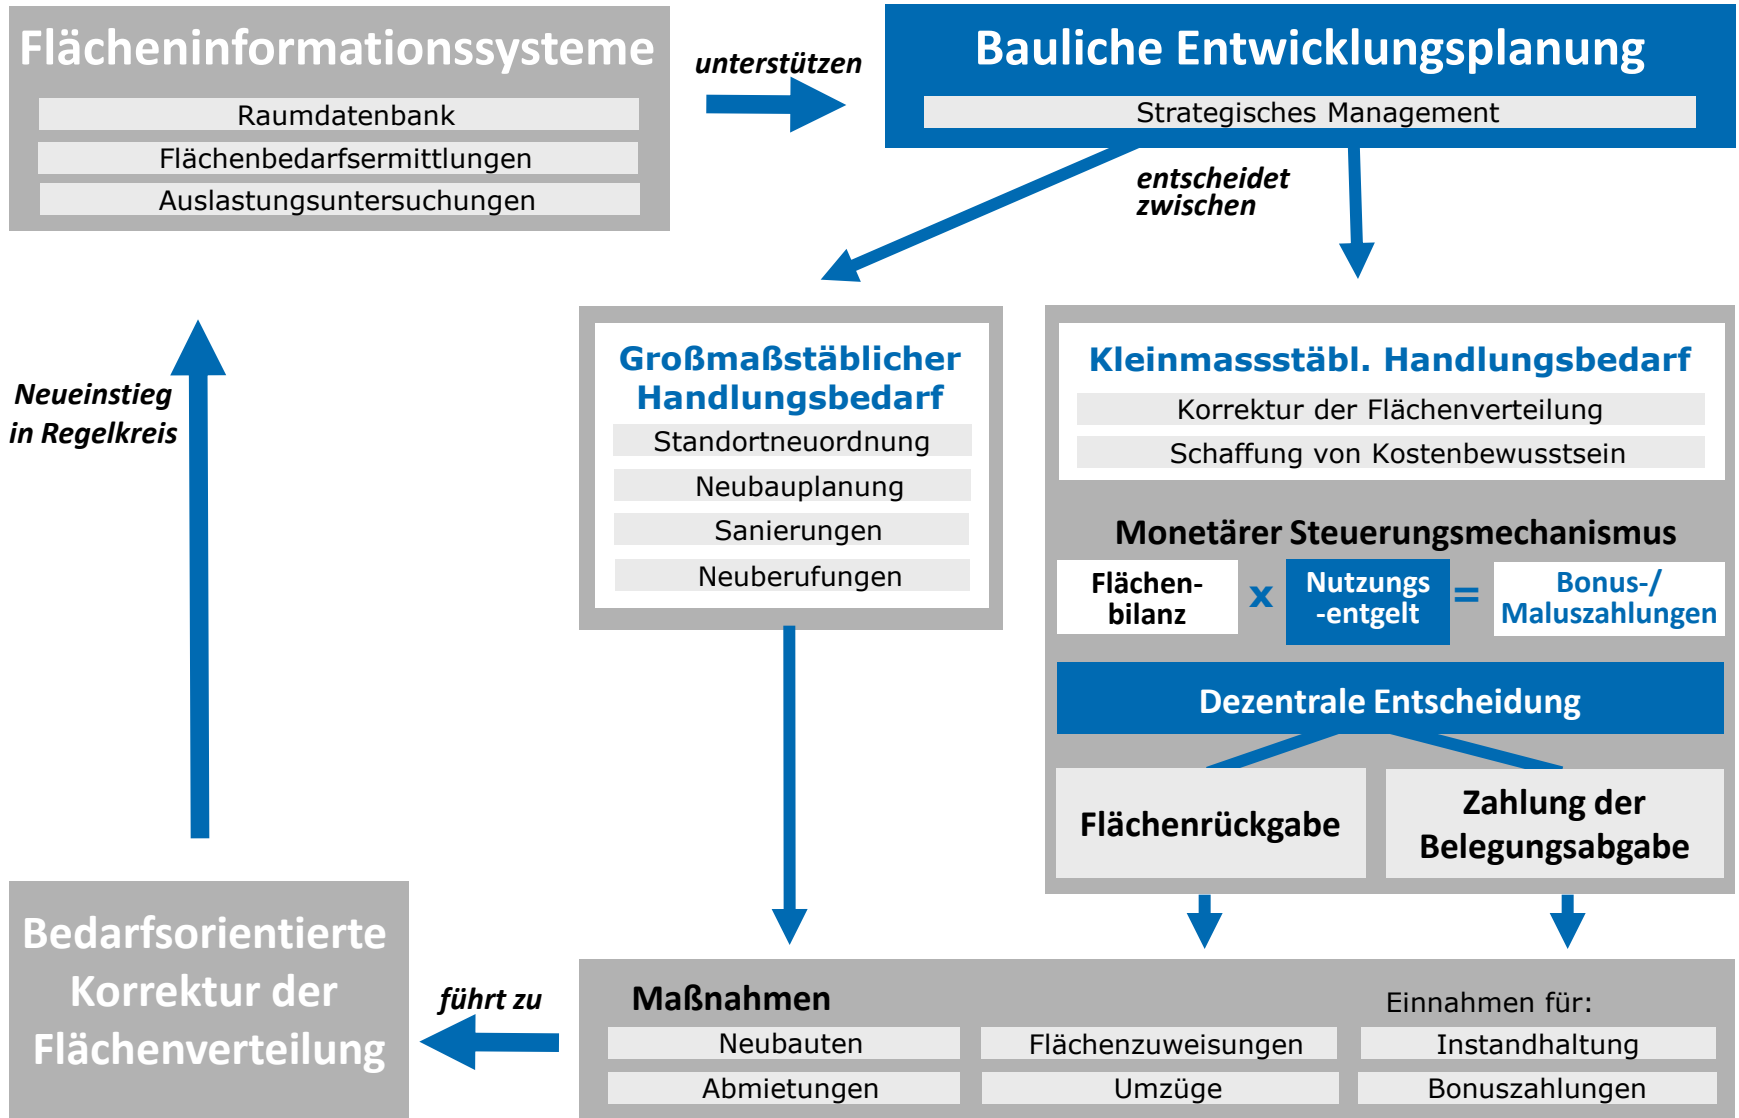 Flächeninformationssysteme
Raumdatenbank
Flächenbedarfsermittlungen
Auslastungsuntersuchungen
unterstützen
Bauliche Entwicklungsplanung
Strategisches Management
entscheidet
zwischen
Großmaßstäblicher
Handlungsbedarf
Standortneuordnung
Neubauplanung
Sanierungen
Neuberufungen
Kleinmassstäbl. Handlungsbedarf
Korrektur der Flächenverteilung
Schaffung von Kostenbewusstsein
Monetärer Steuerungsmechanismus
Flächen-
bilanz
x
Nutzungs
-entgelt
=
Bonus-/
Maluszahlungen
Dezentrale Entscheidung
Flächenrückgabe
Zahlung der
Belegungsabgabe
Maßnahmen
Neubauten
Abmietungen
Flächenzuweisungen
Umzüge
Einnahmen für:
Instandhaltung
Bonuszahlungen
führt zu
Bedarfsorientierte
Korrektur der
Flächenverteilung
Neueinstieg
in Regelkreis